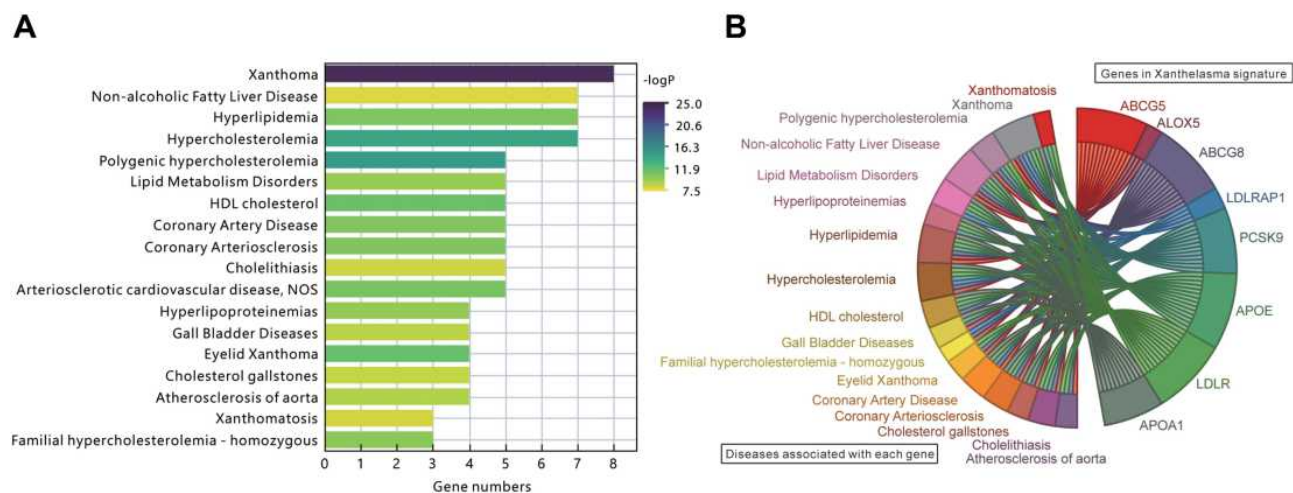 A
Xanthoma
Non-alcoholic Fatty Liver Disease
Hyperlipidemia
Hypercholesterolemia
Polygenic hypercholesterolemia
Lipid Metabolism Disorders
HDL cholesterol
Coronary Artery Disease
Coronary Arteriosclerosis
Cholelithiasis
Arteriosclerotic cardiovascular disease, NOS
Hyperlipoproteinemias
Gall Bladder Diseases
Eyelid Xanthoma
Cholesterol gallstones
Atherosclerosis of aorta
Xanthomatosis
Familial hypercholesterolemia - homozygous
0 1 2 3 4 5 6 7 8
Gene numbers
-logP
25.0
20.6
16.3
11.9
7.5
B
Genes in Xanthelasma signature
Xanthomatosis
Xanthoma
Polygenic hypercholesterolemia
Non-alcoholic Fatty Liver Disease
Lipid Metabolism Disorders
Hyperlipoproteinemias
Hyperlipidemia
Hypercholesterolemia
HDL cholesterol
Gall Bladder Diseases
Familial hypercholesterolemia - homozygous
Eyelid Xanthoma
Coronary Artery Disease
Coronary Arteriosclerosis
Cholesterol gallstones
Cholelithiasis
Atherosclerosis of aorta
ABCG5
ALOX5
ABCG8
LDLRAP1
PCSK9
APOE
LDLR
APOA1
Diseases associated with each gene